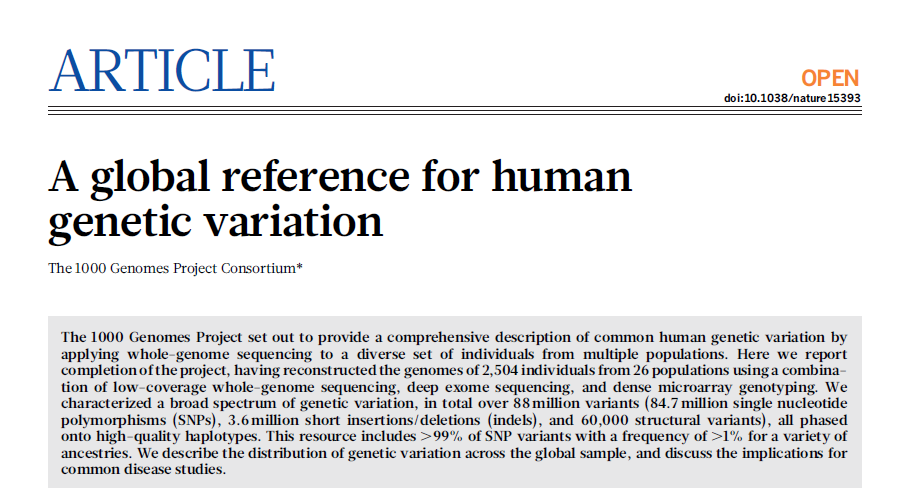 ARTICLE
OPEN
doi:10.1038/nature15393
A global reference for human
genetic variation
The 1000 Genomes Project Consortium*
The 1000 Genomes Project set out to provide a comprehensive description of common human genetic variation by
applying whole-genome sequencing to a diverse set of individuals from multiple populations. Here we report
completion of the project, having reconstructed the genomes of 2,504 individuals from 26 populations using a combina-
tion of low-coverage whole-genome sequencing, deep exome sequencing, and dense microarray genotyping. We
characterized a broad spectrum of genetic variation, in total over 88 million variants (84.7 million single nucleotide
polymorphisms (SNPs), 3.6 million short insertions/deletions (indels), and 60,000 structural variants), all phased
onto high-quality haplotypes. This resource includes >99% of SNP variants with a frequency of >1% for a variety of
ancestries. We describe the distribution of genetic variation across the global sample, and discuss the implications for
common disease studies.